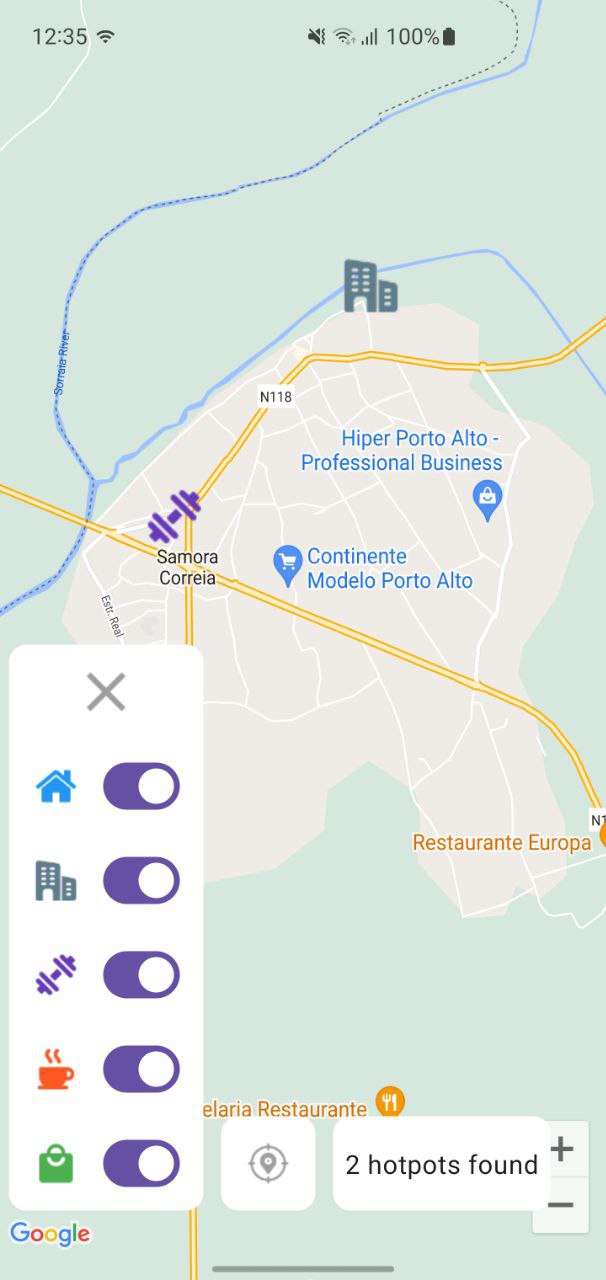 12:35
100%
Sorraia River
N118
Hiper Porto Alto -
Professional Business
Samora
Correia
Continente
Modelo Porto Alto
Estr. Real
N1
Restaurante Europa
elaria Restaurante
2 hotpots found
+
−
Google